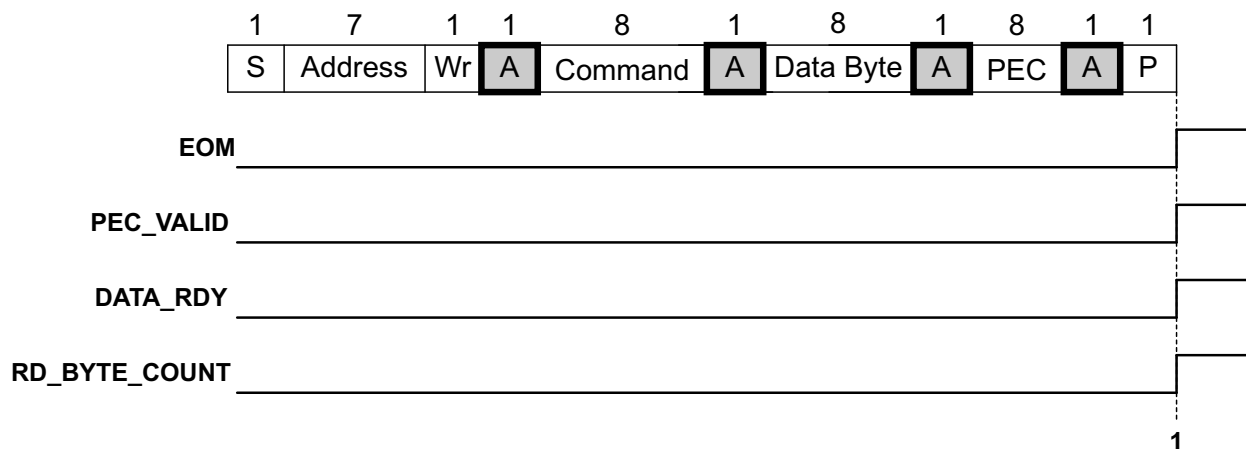 1 7 1 1 8 1 8 1 8 1 1
S Address Wr A Command A Data Byte A PEC A P
EOM
PEC_VALID
DATA_RDY
RD_BYTE_COUNT
1